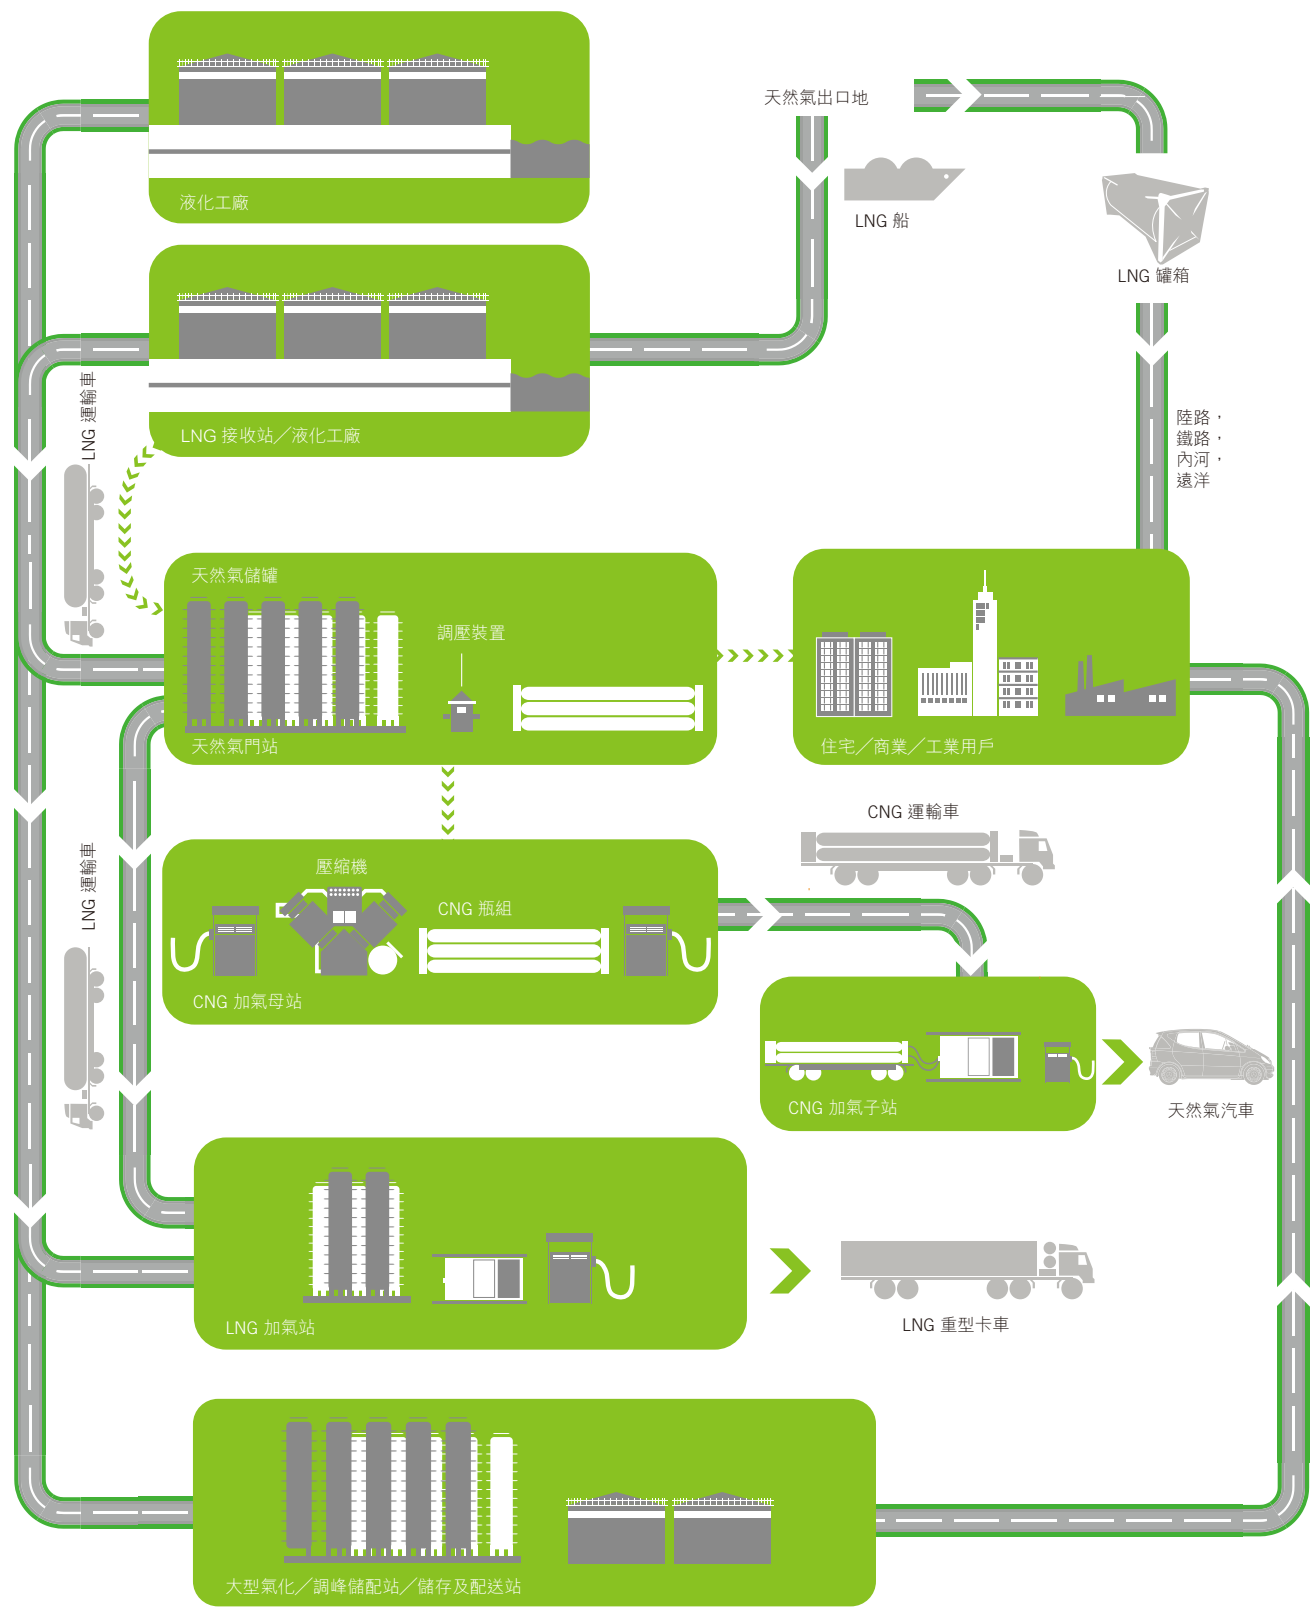 天然氣出口地
液化工廠
LNG 船
LNG 罐箱
LNG 運輸車
LNG 接收站／液化工廠
陸路，
鐵路，
內河，
遠洋
天然氣儲罐
調壓裝置
天然氣門站
住宅／商業／工業用戶
CNG 運輸車
LNG 運輸車
壓縮機
CNG 瓶組
CNG 加氣母站
CNG 加氣子站
天然氣汽車
LNG 加氣站
LNG 重型卡車
大型氣化／調峰儲配站／儲存及配送站